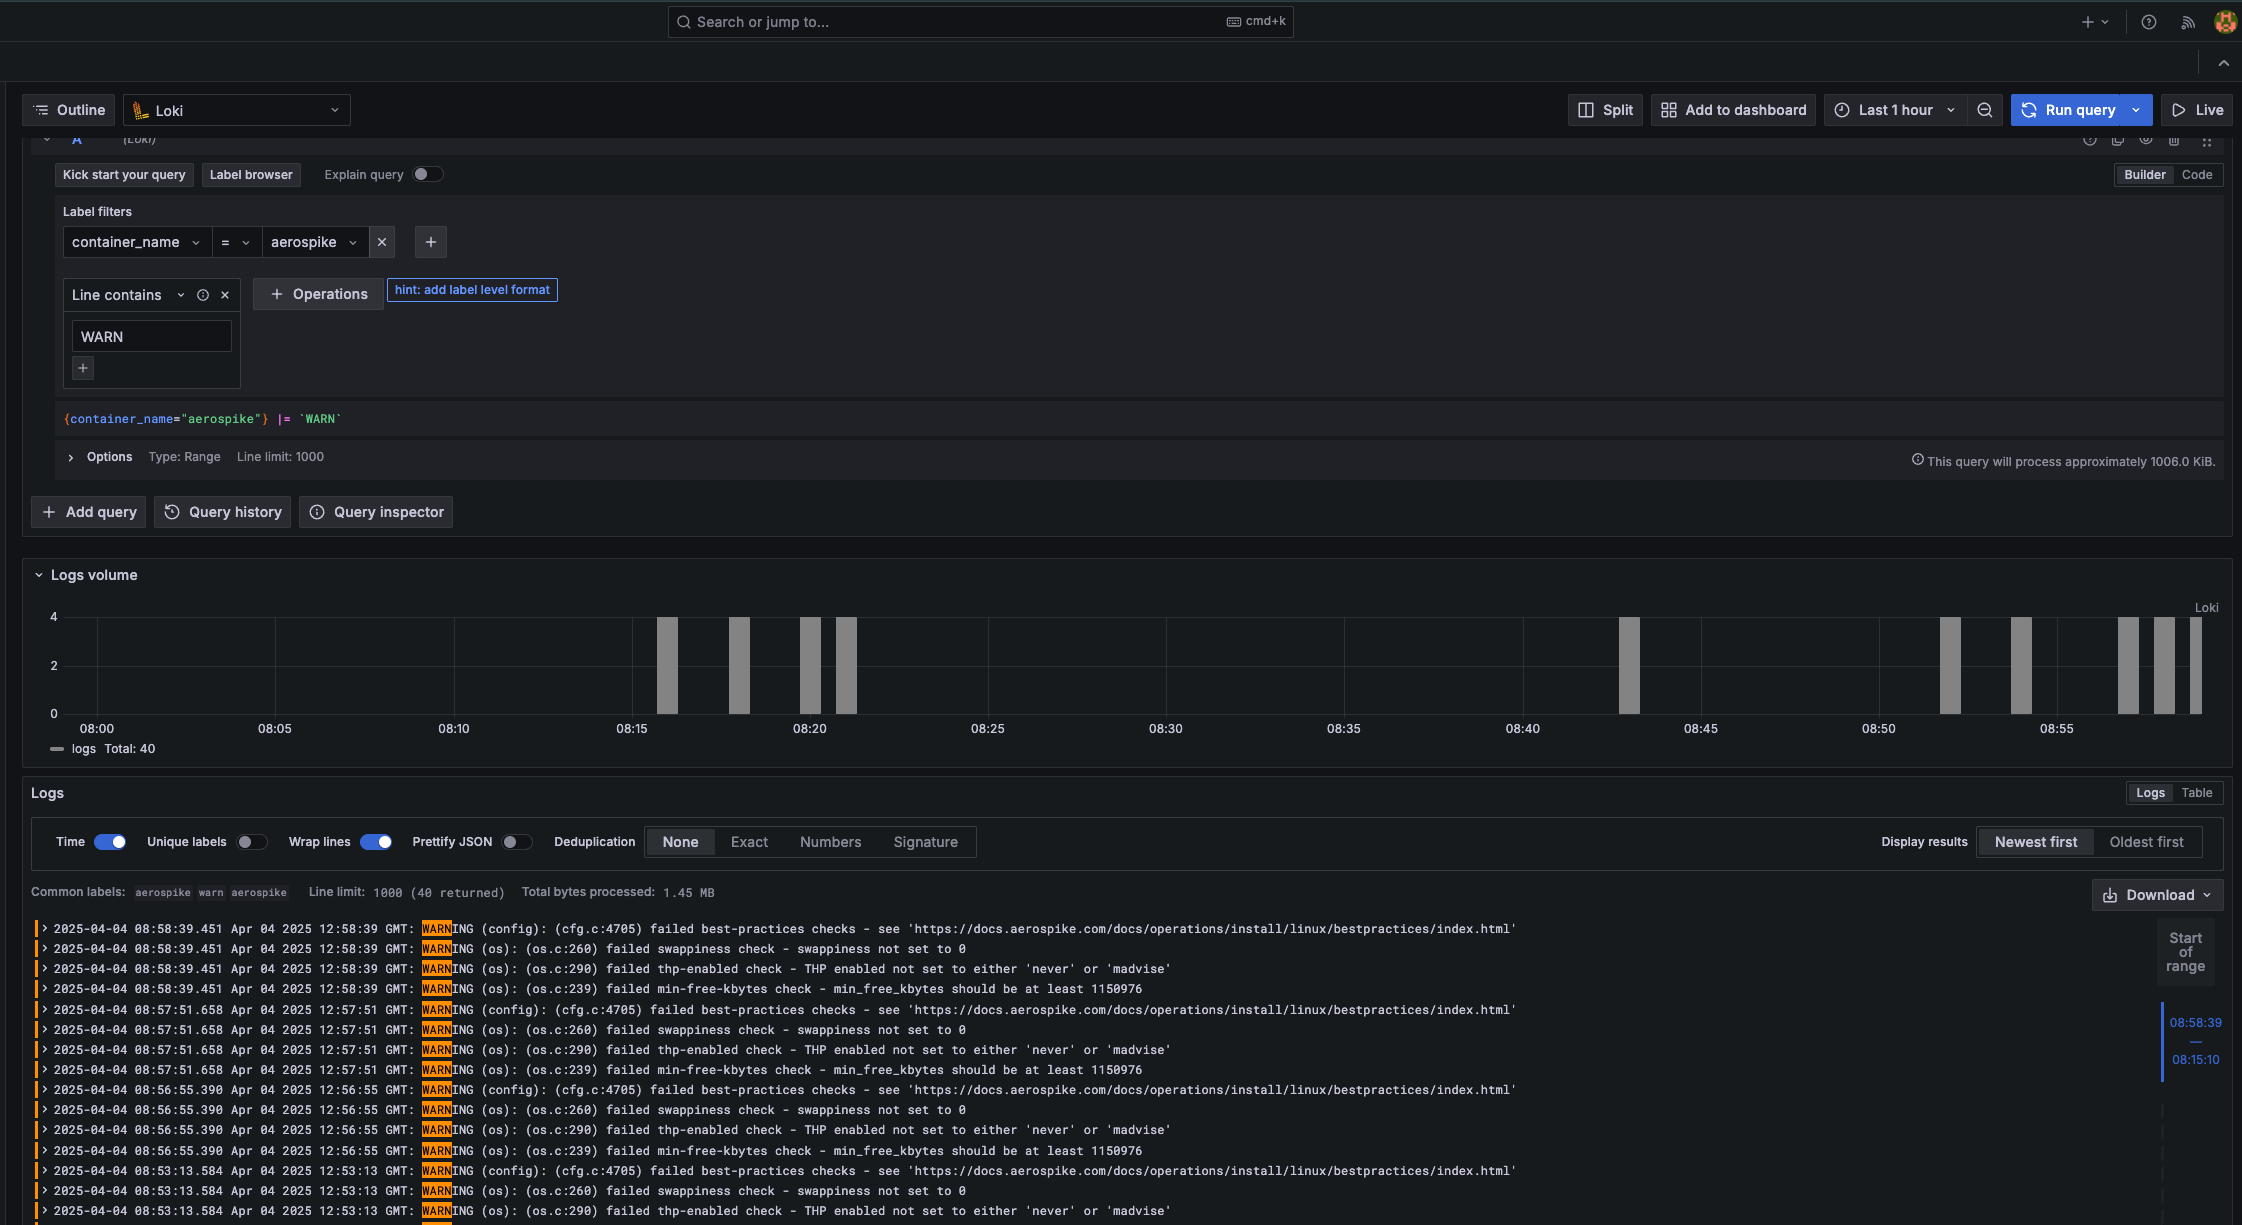 Search or jump to...
cmd+k
Outline
Loki
Split
Add to dashboard
Last 1 hour
Run query
Live
A
(Loki)
Kick start your query
Label browser
Explain query
Builder
Code
Label filters
container_name
=
aerospike
Line contains
Operations
hint: add label level format
WARN
{container_name="aerospike"} |= `WARN`
Options
Type: Range
Line limit: 1000
This query will process approximately 1006.0 KiB.
Add query
Query history
Query inspector
Logs volume
Loki
4
2
0
08:00
08:05
08:10
08:15
08:20
08:25
08:30
08:35
08:40
08:45
08:50
08:55
logs Total: 40
Logs
Logs
Table
Time
Unique labels
Wrap lines
Prettify JSON
Deduplication
None
Exact
Numbers
Signature
Display results
Newest first
Oldest first
Common labels: aerospike warn aerospike Line limit: 1000 (40 returned) Total bytes processed: 1.45 MB
Download
2025-04-04 08:58:39.451 Apr 04 2025 12:58:39 GMT: WARNING (config): (cfg.c:4705) failed best-practices checks - see 'https://docs.aerospike.com/docs/operations/install/linux/bestpractices/index.html'
2025-04-04 08:58:39.451 Apr 04 2025 12:58:39 GMT: WARNING (os): (os.c:260) failed swappiness check - swappiness not set to 0
2025-04-04 08:58:39.451 Apr 04 2025 12:58:39 GMT: WARNING (os): (os.c:290) failed thp-enabled check - THP enabled not set to either 'never' or 'madvise'
2025-04-04 08:58:39.451 Apr 04 2025 12:58:39 GMT: WARNING (os): (os.c:239) failed min-free-kbytes check - min_free_kbytes should be at least 1150976
2025-04-04 08:57:51.658 Apr 04 2025 12:57:51 GMT: WARNING (config): (cfg.c:4705) failed best-practices checks - see 'https://docs.aerospike.com/docs/operations/install/linux/bestpractices/index.html'
2025-04-04 08:57:51.658 Apr 04 2025 12:57:51 GMT: WARNING (os): (os.c:260) failed swappiness check - swappiness not set to 0
2025-04-04 08:57:51.658 Apr 04 2025 12:57:51 GMT: WARNING (os): (os.c:290) failed thp-enabled check - THP enabled not set to either 'never' or 'madvise'
2025-04-04 08:57:51.658 Apr 04 2025 12:57:51 GMT: WARNING (os): (os.c:239) failed min-free-kbytes check - min_free_kbytes should be at least 1150976
2025-04-04 08:56:55.390 Apr 04 2025 12:56:55 GMT: WARNING (config): (cfg.c:4705) failed best-practices checks - see 'https://docs.aerospike.com/docs/operations/install/linux/bestpractices/index.html'
2025-04-04 08:56:55.390 Apr 04 2025 12:56:55 GMT: WARNING (os): (os.c:260) failed swappiness check - swappiness not set to 0
2025-04-04 08:56:55.390 Apr 04 2025 12:56:55 GMT: WARNING (os): (os.c:290) failed thp-enabled check - THP enabled not set to either 'never' or 'madvise'
2025-04-04 08:56:55.390 Apr 04 2025 12:56:55 GMT: WARNING (os): (os.c:239) failed min-free-kbytes check - min_free_kbytes should be at least 1150976
2025-04-04 08:53:13.584 Apr 04 2025 12:53:13 GMT: WARNING (config): (cfg.c:4705) failed best-practices checks - see 'https://docs.aerospike.com/docs/operations/install/linux/bestpractices/index.html'
2025-04-04 08:53:13.584 Apr 04 2025 12:53:13 GMT: WARNING (os): (os.c:260) failed swappiness check - swappiness not set to 0
2025-04-04 08:53:13.584 Apr 04 2025 12:53:13 GMT: WARNING (os): (os.c:290) failed thp-enabled check - THP enabled not set to either 'never' or 'madvise'
Start
of
range
08:58:39
—
08:15:10